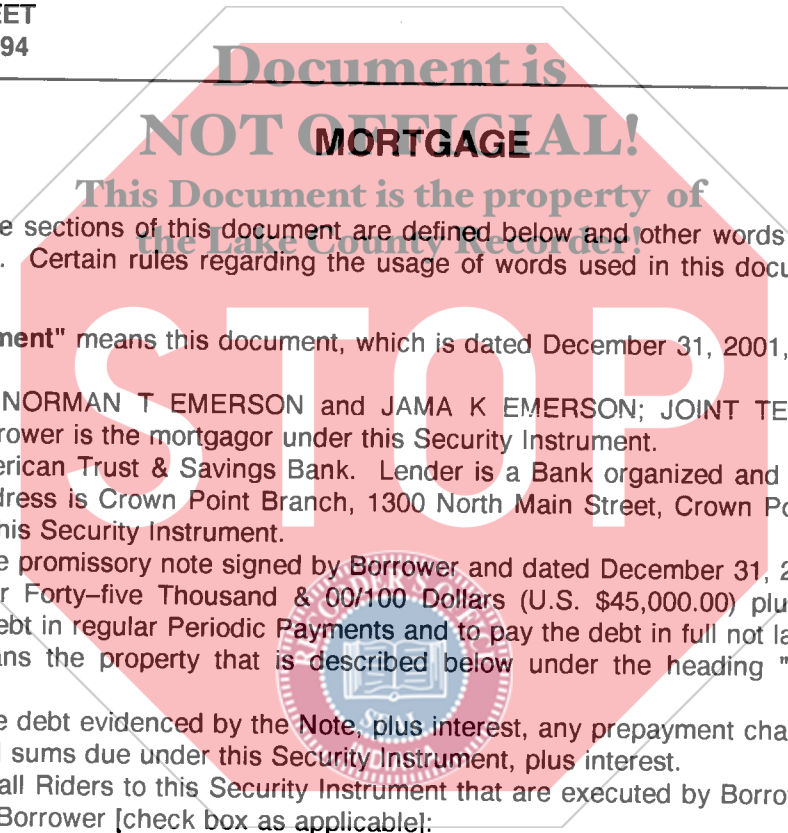 EET
94
Document is
NOT OFFICIAL!
MORTGAGE
This Document is the property of
the Lake County Recorder!
e sections of this document are defined below and other words
. Certain rules regarding the usage of words used in this docu
ment" means this document, which is dated December 31, 2001,
NORMAN T EMERSON and JAMA K EMERSON; JOINT TE
rower is the mortgagor under this Security Instrument.
erican Trust & Savings Bank. Lender is a Bank organized and
dress is Crown Point Branch, 1300 North Main Street, Crown Po
his Security Instrument.
e promissory note signed by Borrower and dated December 31, 2
r Forty–five Thousand & 00/100 Dollars (U.S. $45,000.00) plu
ebt in regular Periodic Payments and to pay the debt in full not la
ans the property that is described below under the heading "
e debt evidenced by the Note, plus interest, any prepayment cha
l sums due under this Security Instrument, plus interest.
all Riders to this Security Instrument that are executed by Borro
Borrower [check box as applicable]:
STOP
SEAL
INDIANA